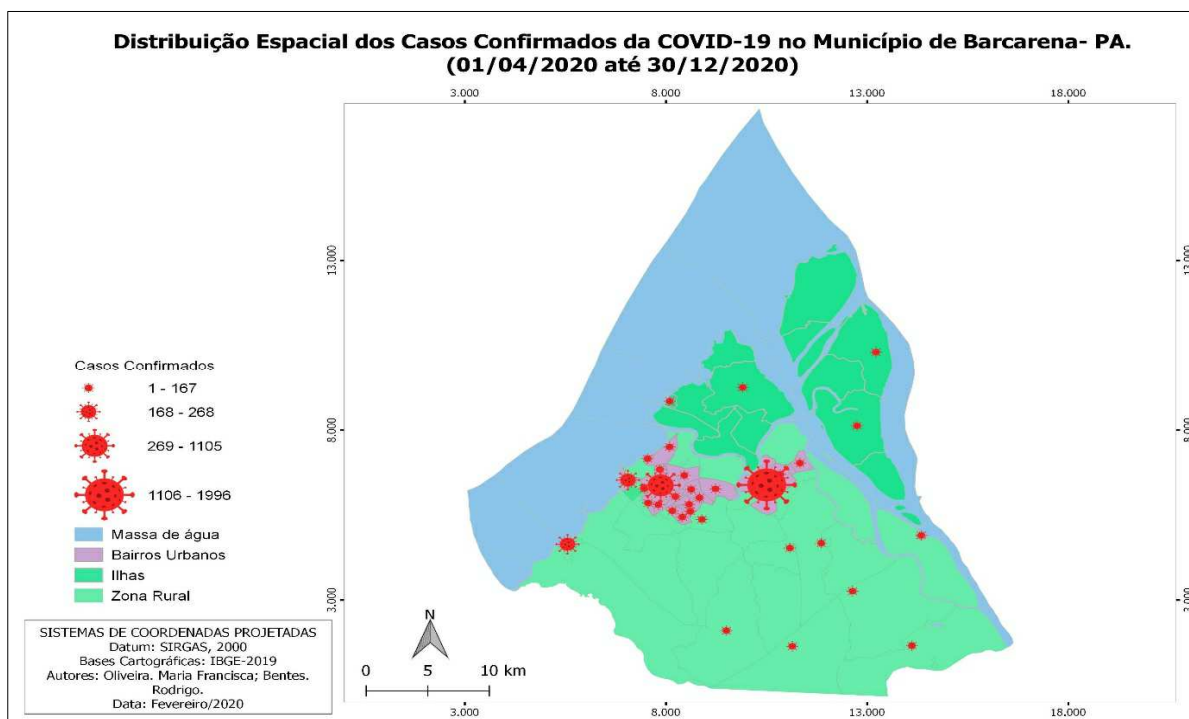 Distribuição Espacial dos Casos Confirmados da COVID-19 no Município de Barcarena- PA.
(01/04/2020 até 30/12/2020)
3.000
8.000
13.000
18.000
13.000
13.000
8.000
8.000
3.000
3.000
Casos Confirmados
1 - 167
168 - 268
269 - 1105
1106 - 1996
Massa de água
Bairros Urbanos
Ilhas
Zona Rural
SISTEMAS DE COORDENADAS PROJETADAS
Datum: SIRGAS, 2000
Bases Cartográficas: IBGE-2019
Autores: Oliveira. Maria Francisca; Bentes.
Rodrigo.
Data: Fevereiro/2020
N
0 5 10 km
3.000
8.000
13.000
18.000